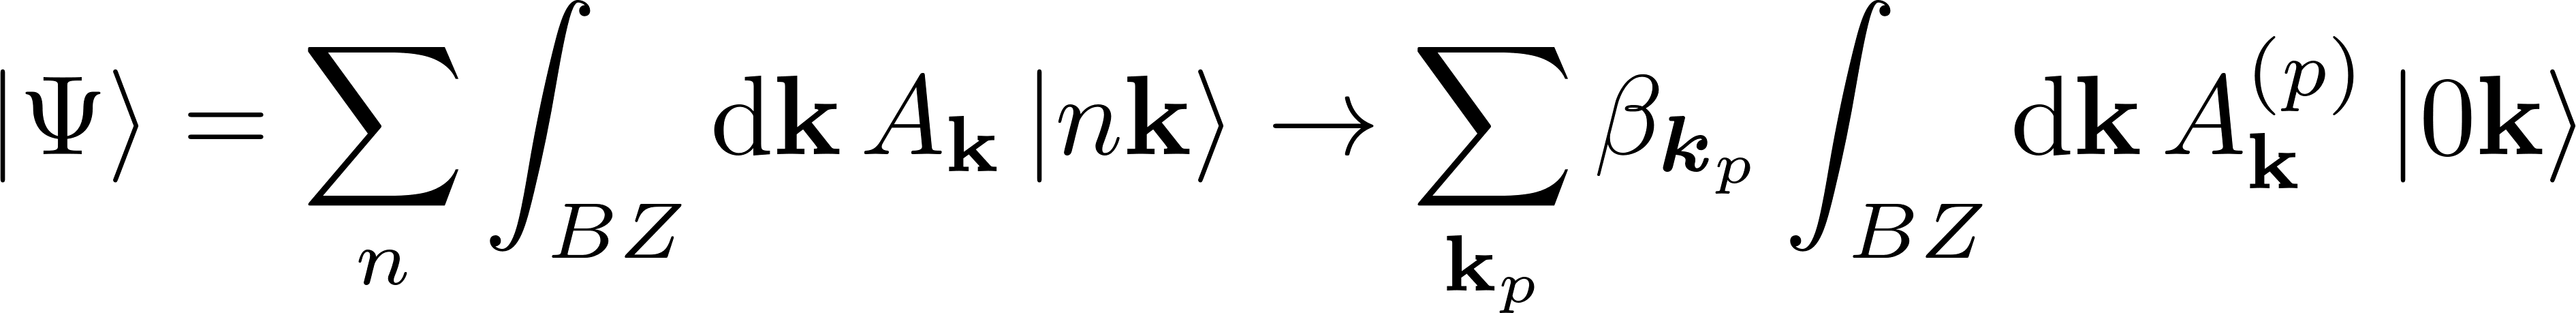 |Ψ⟩ = ∑_n ∫_{BZ} d𝐤 A_𝐤 |n𝐤⟩ → ∑_{𝐤_p} β_{𝒌_p} ∫_{BZ} d𝐤 A_𝐤^{(p)} |0𝐤⟩